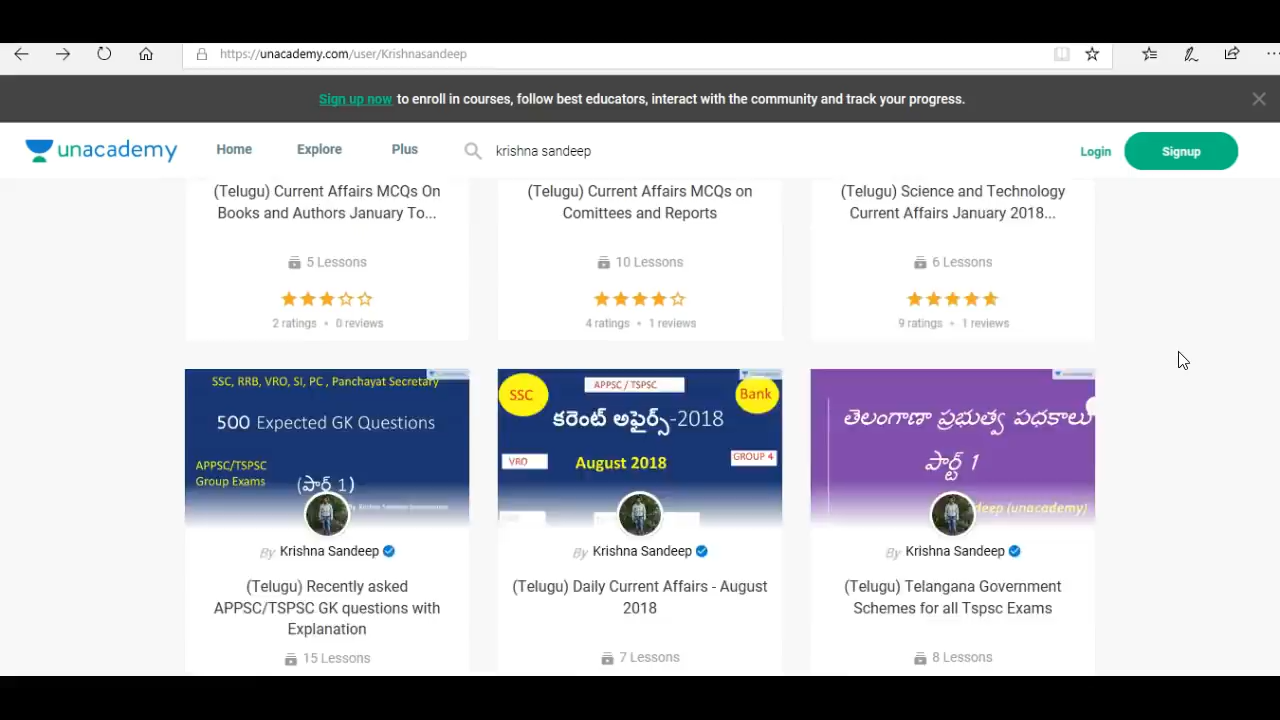 https://unacademy.com/user/Krishnasandeep
Sign up now to enroll in courses, follow best educators, interact with the community and track your progress.
unacademy Home Explore Plus krishna sandeep Login Signup
(Telugu) Current Affairs MCQs On
Books and Authors January To...
5 Lessons
2 ratings • 0 reviews
(Telugu) Current Affairs MCQs on
Comittees and Reports
10 Lessons
4 ratings • 1 reviews
(Telugu) Science and Technology
Current Affairs January 2018...
6 Lessons
9 ratings • 1 reviews
SSC, RRB, VRO, SI, PC , Panchayat Secretary
500 Expected GK Questions
APPSC/TSPSC
Group Exams
(పార్ట్ 1)
By Krishna Sandeep
(Telugu) Recently asked
APPSC/TSPSC GK questions with
Explanation
15 Lessons
SSC
APPSC / TSPSC
Bank
కరెంట్ అఫైర్స్-2018
VRO
August 2018
GROUP 4
By Krishna Sandeep
(Telugu) Daily Current Affairs - August
2018
7 Lessons
తెలంగాణా ప్రభుత్వ పధకాలు
పార్ట్ 1
deep (unacademy)
By Krishna Sandeep
(Telugu) Telangana Government
Schemes for all Tspsc Exams
8 Lessons